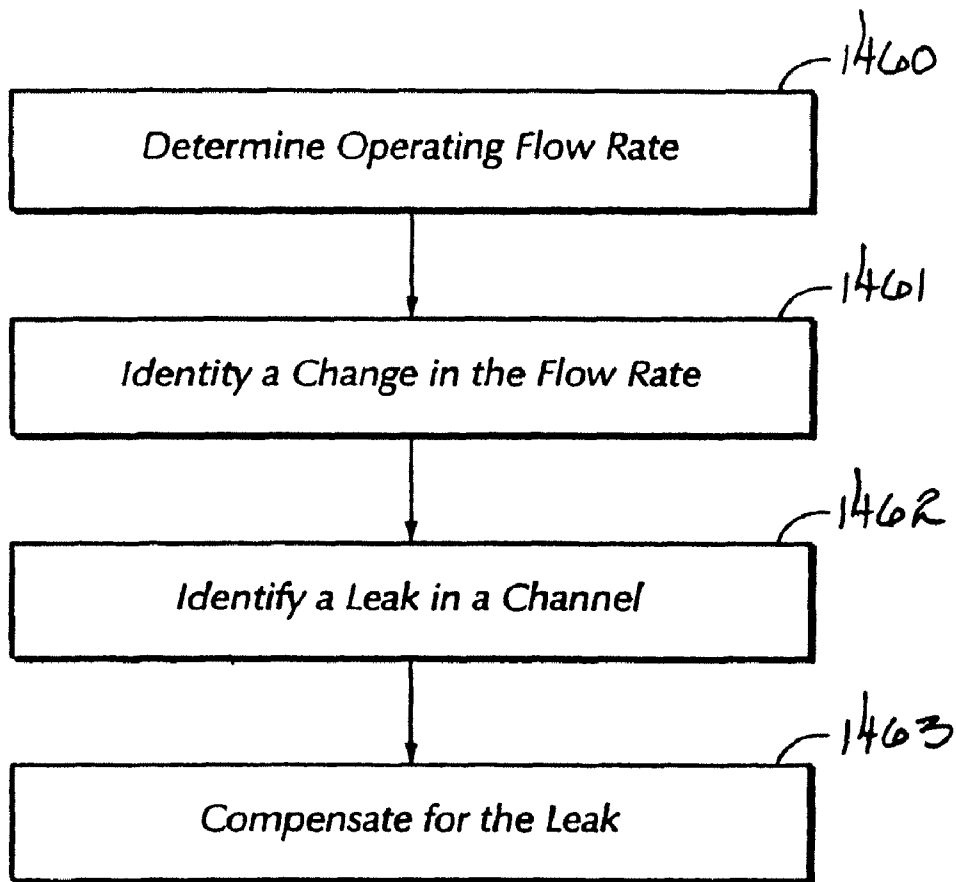 1460
Determine Operating Flow Rate
1461
Identity a Change in the Flow Rate
1462
Identify a Leak in a Channel
1463
Compensate for the Leak